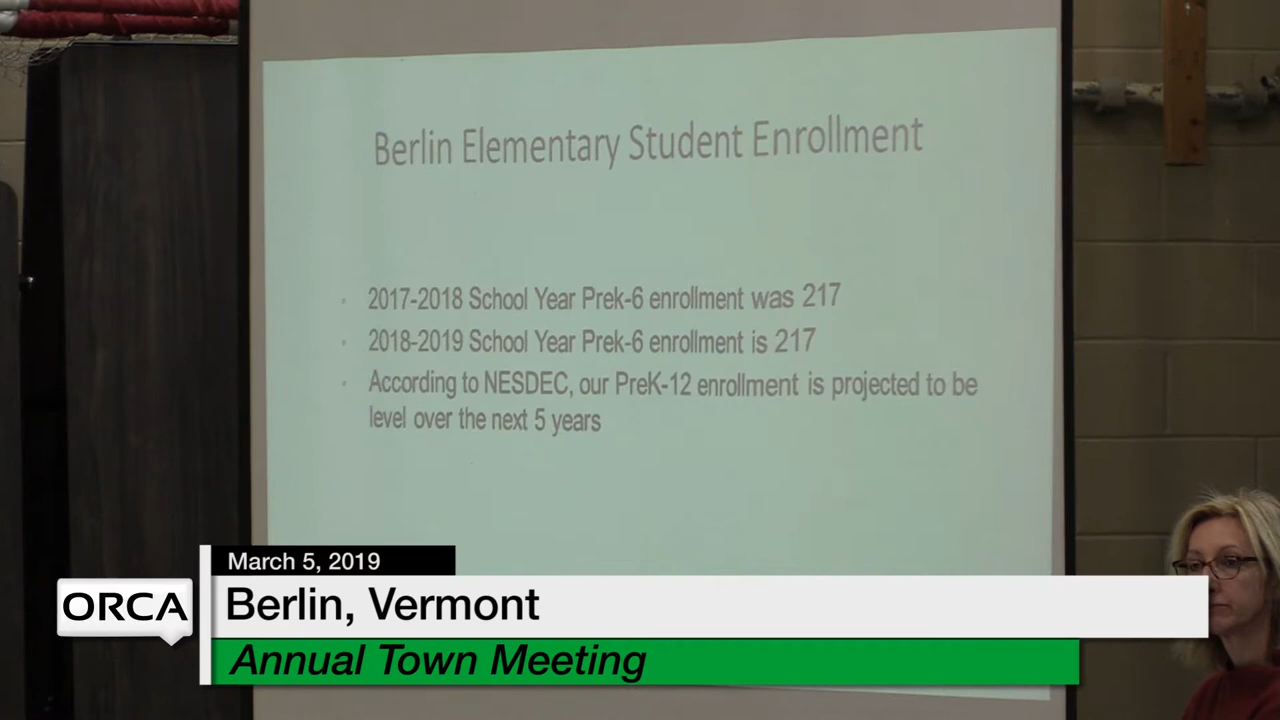 Berlin Elementary Student Enrollment
· 2017-2018 School Year Prek-6 enrollment was 217
· 2018-2019 School Year Prek-6 enrollment is 217
· According to NESDEC, our PreK-12 enrollment is projected to be
level over the next 5 years
March 5, 2019
ORCA
Berlin, Vermont
Annual Town Meeting